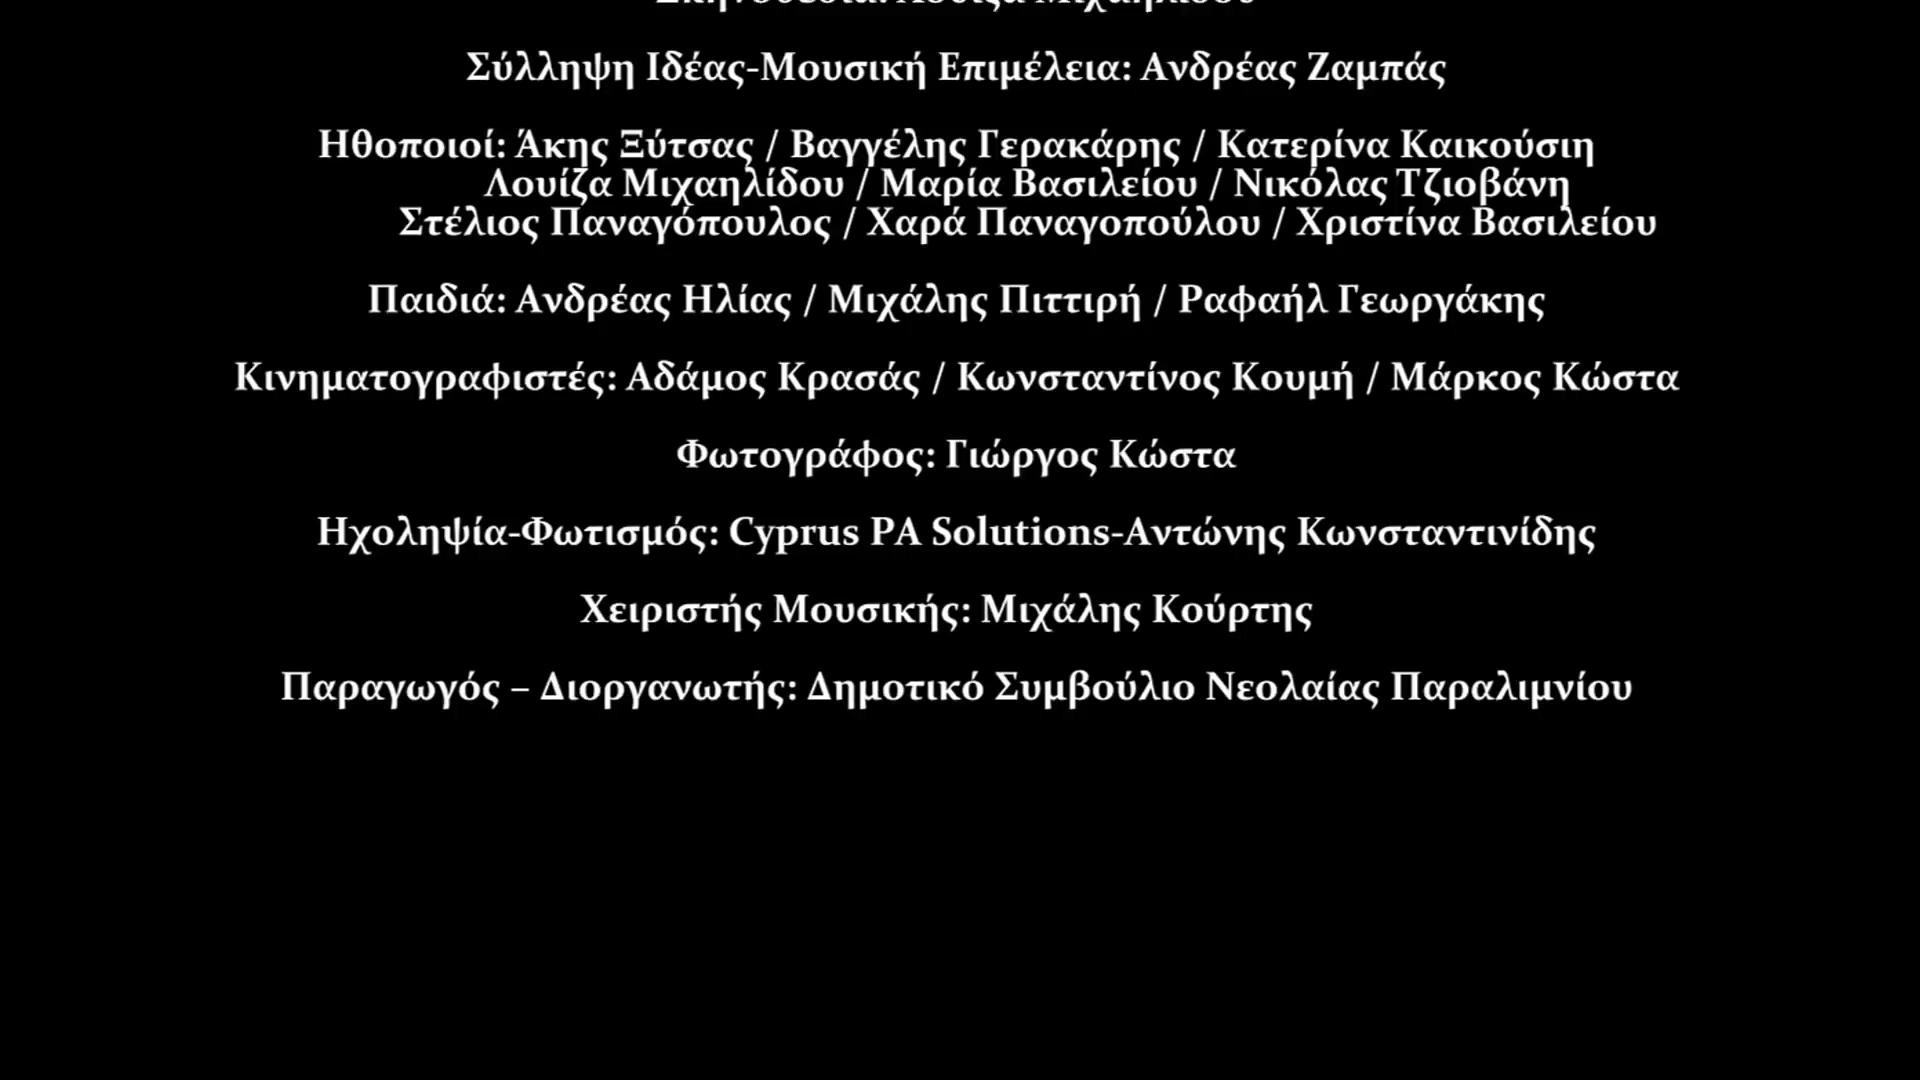 Σκηνοθεσία: Λουίζα Μιχαηλίδου
Σύλληψη Ιδέας-Μουσική Επιμέλεια: Ανδρέας Ζαμπάς
Ηθοποιοί: Άκης Ξύτσας / Βαγγέλης Γερακάρης / Κατερίνα Καικούσιη
Λουίζα Μιχαηλίδου / Μαρία Βασιλείου / Νικόλας Τζιοβάνη
Στέλιος Παναγόπουλος / Χαρά Παναγοπούλου / Χριστίνα Βασιλείου
Παιδιά: Ανδρέας Ηλίας / Μιχάλης Πιττιρή / Ραφαήλ Γεωργάκης
Κινηματογραφιστές: Αδάμος Κρασάς / Κωνσταντίνος Κουμή / Μάρκος Κώστα
Φωτογράφος: Γιώργος Κώστα
Ηχοληψία-Φωτισμός: Cyprus PA Solutions-Αντώνης Κωνσταντινίδης
Χειριστής Μουσικής: Μιχάλης Κούρτης
Παραγωγός – Διοργανωτής: Δημοτικό Συμβούλιο Νεολαίας Παραλιμνίου